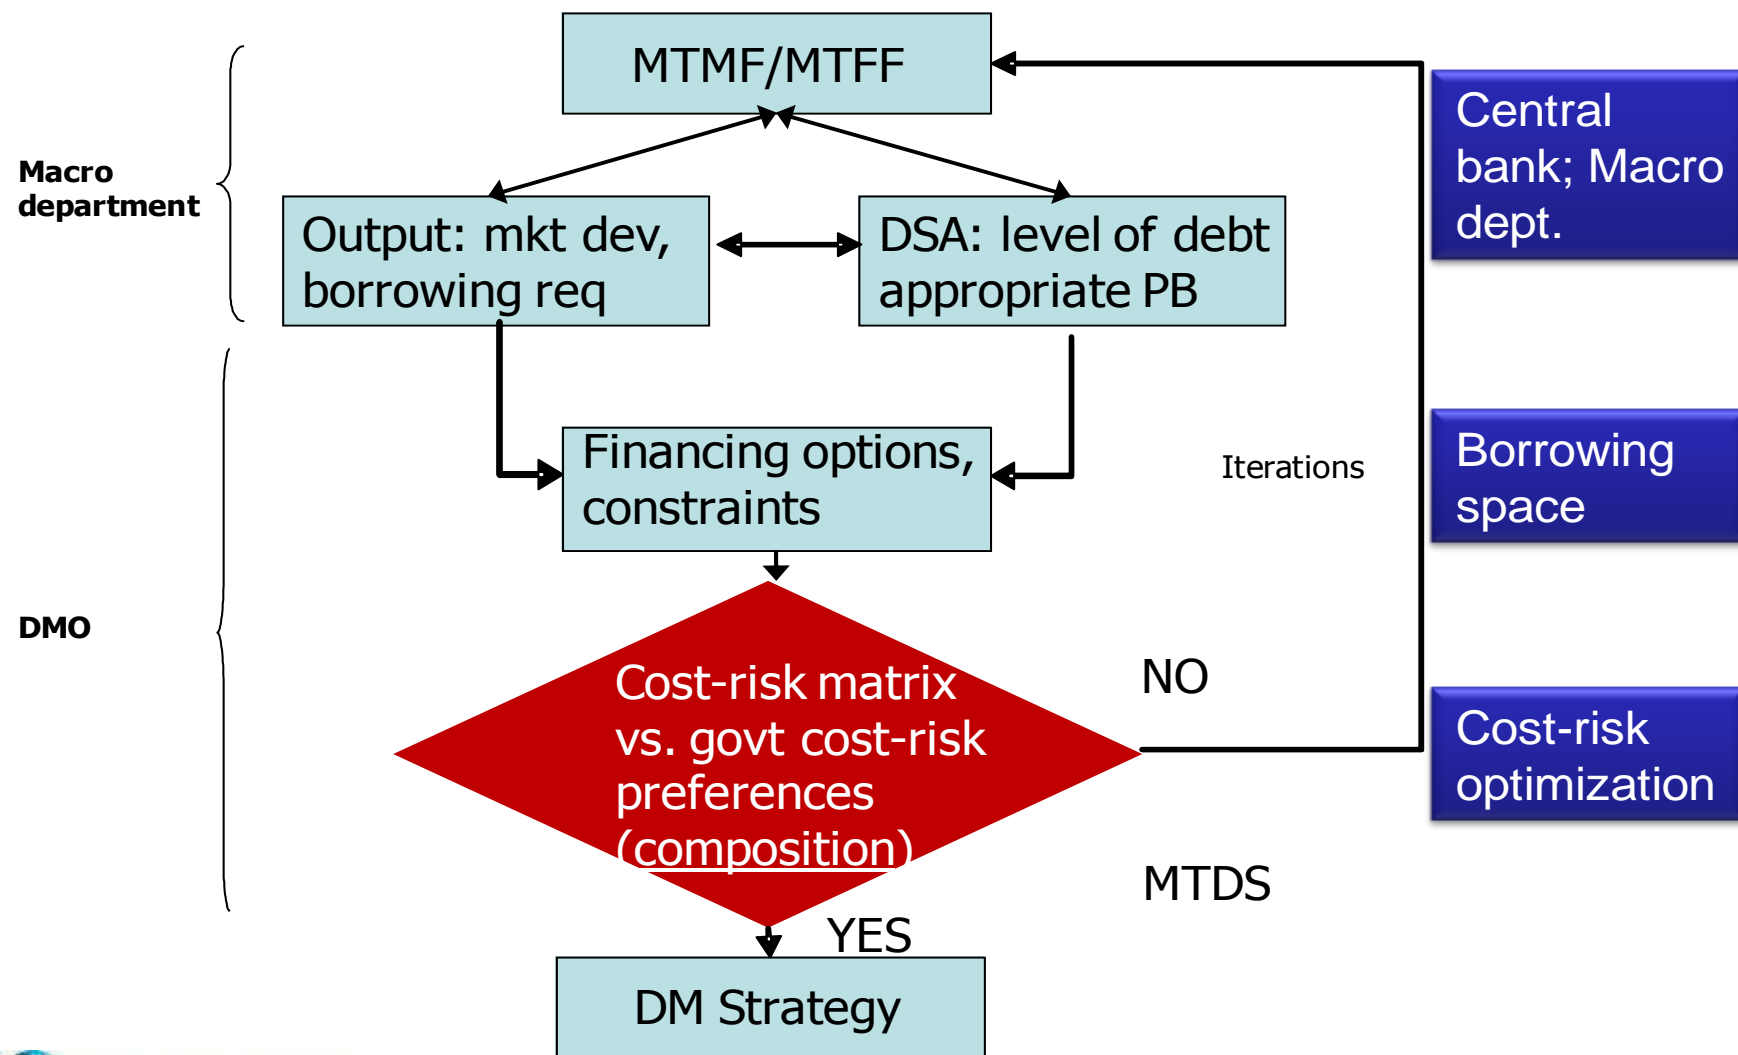 MTMF/MTFF
Central
bank; Macro
dept.
Macro
department
Output: mkt dev,
borrowing req
DSA: level of debt
appropriate PB
Financing options,
constraints
Iterations
Borrowing
space
DMO
Cost-risk matrix
vs. govt cost-risk
preferences
(composition)
NO
Cost-risk
optimization
MTDS
YES
DM Strategy